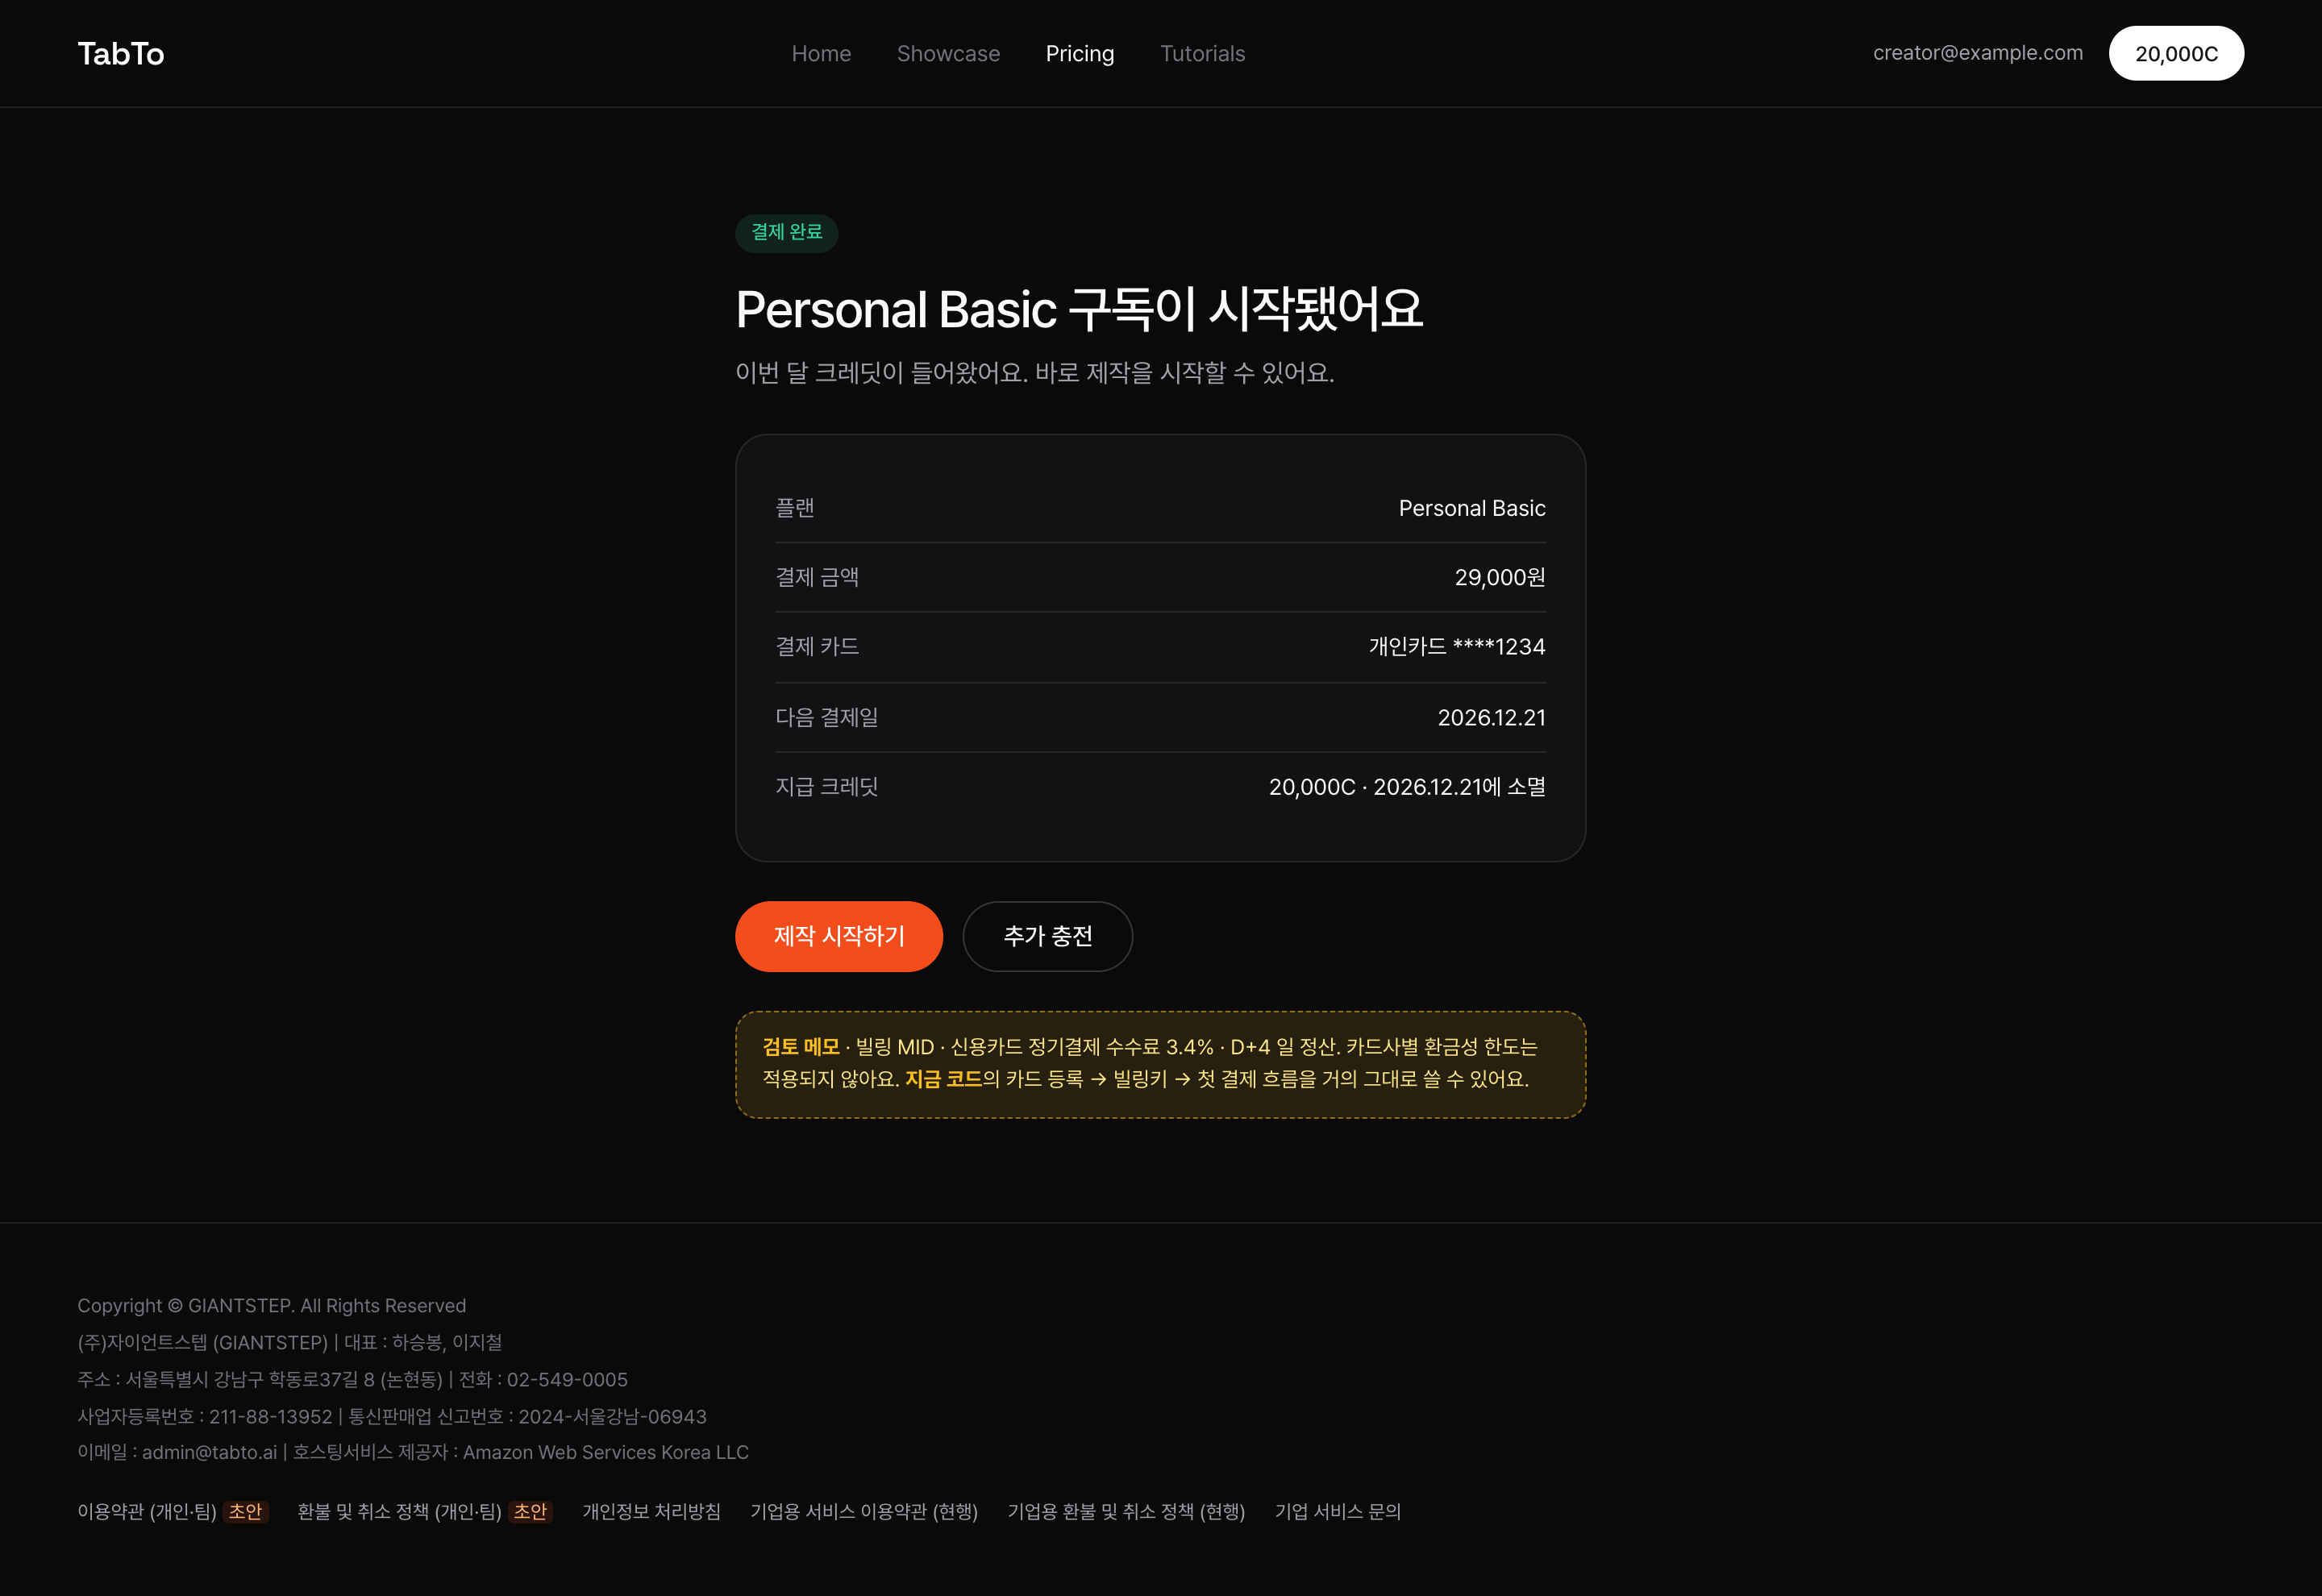 TabTo
Home Showcase Pricing Tutorials
creator@example.com 20,000C
결제 완료
Personal Basic 구독이 시작됐어요
이번 달 크레딧이 들어왔어요. 바로 제작을 시작할 수 있어요.
플랜 Personal Basic
결제 금액 29,000원
결제 카드 개인카드 ****1234
다음 결제일 2026.12.21
지급 크레딧 20,000C · 2026.12.21에 소멸
제작 시작하기 추가 충전
검토 메모 · 빌링 MID · 신용카드 정기결제 수수료 3.4% · D+4 일 정산. 카드사별 환금성 한도는
적용되지 않아요. 지금 코드의 카드 등록 → 빌링키 → 첫 결제 흐름을 거의 그대로 쓸 수 있어요.
Copyright © GIANTSTEP. All Rights Reserved
(주)자이언트스텝 (GIANTSTEP) | 대표 : 하승봉, 이지철
주소 : 서울특별시 강남구 학동로37길 8 (논현동) | 전화 : 02-549-0005
사업자등록번호 : 211-88-13952 | 통신판매업 신고번호 : 2024-서울강남-06943
이메일 : admin@tabto.ai | 호스팅서비스 제공자 : Amazon Web Services Korea LLC
이용약관 (개인·팀) 초안 환불 및 취소 정책 (개인·팀) 초안 개인정보 처리방침 기업용 서비스 이용약관 (현행) 기업용 환불 및 취소 정책 (현행) 기업 서비스 문의